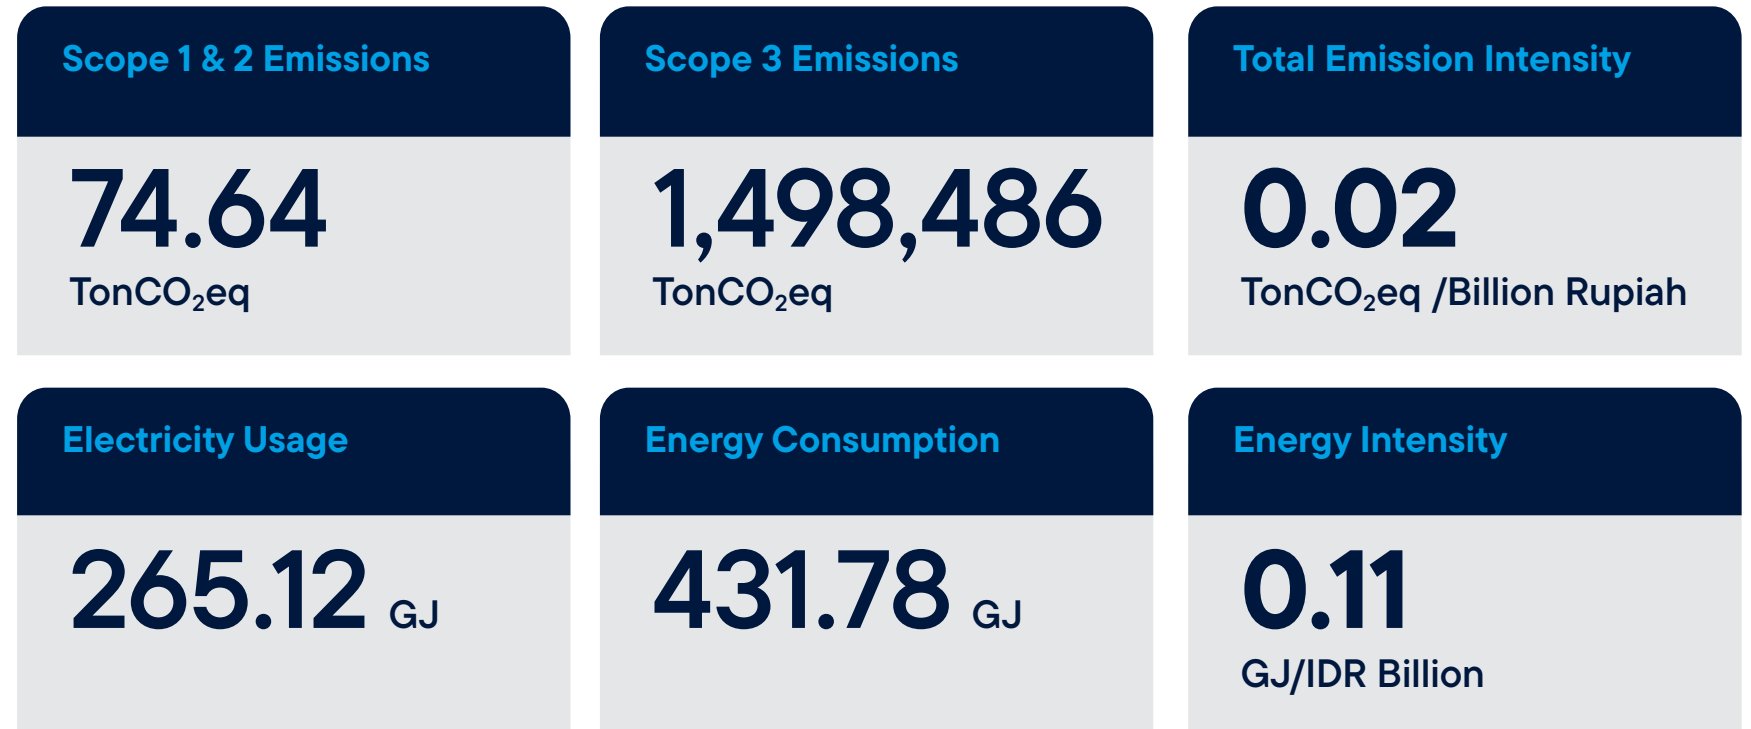 Scope 1 & 2 Emissions
74.64
TonCO₂eq
Scope 3 Emissions
1,498,486
TonCO₂eq
Total Emission Intensity
0.02
TonCO₂eq /Billion Rupiah
Electricity Usage
265.12 GJ
Energy Consumption
431.78 GJ
Energy Intensity
0.11
GJ/IDR Billion